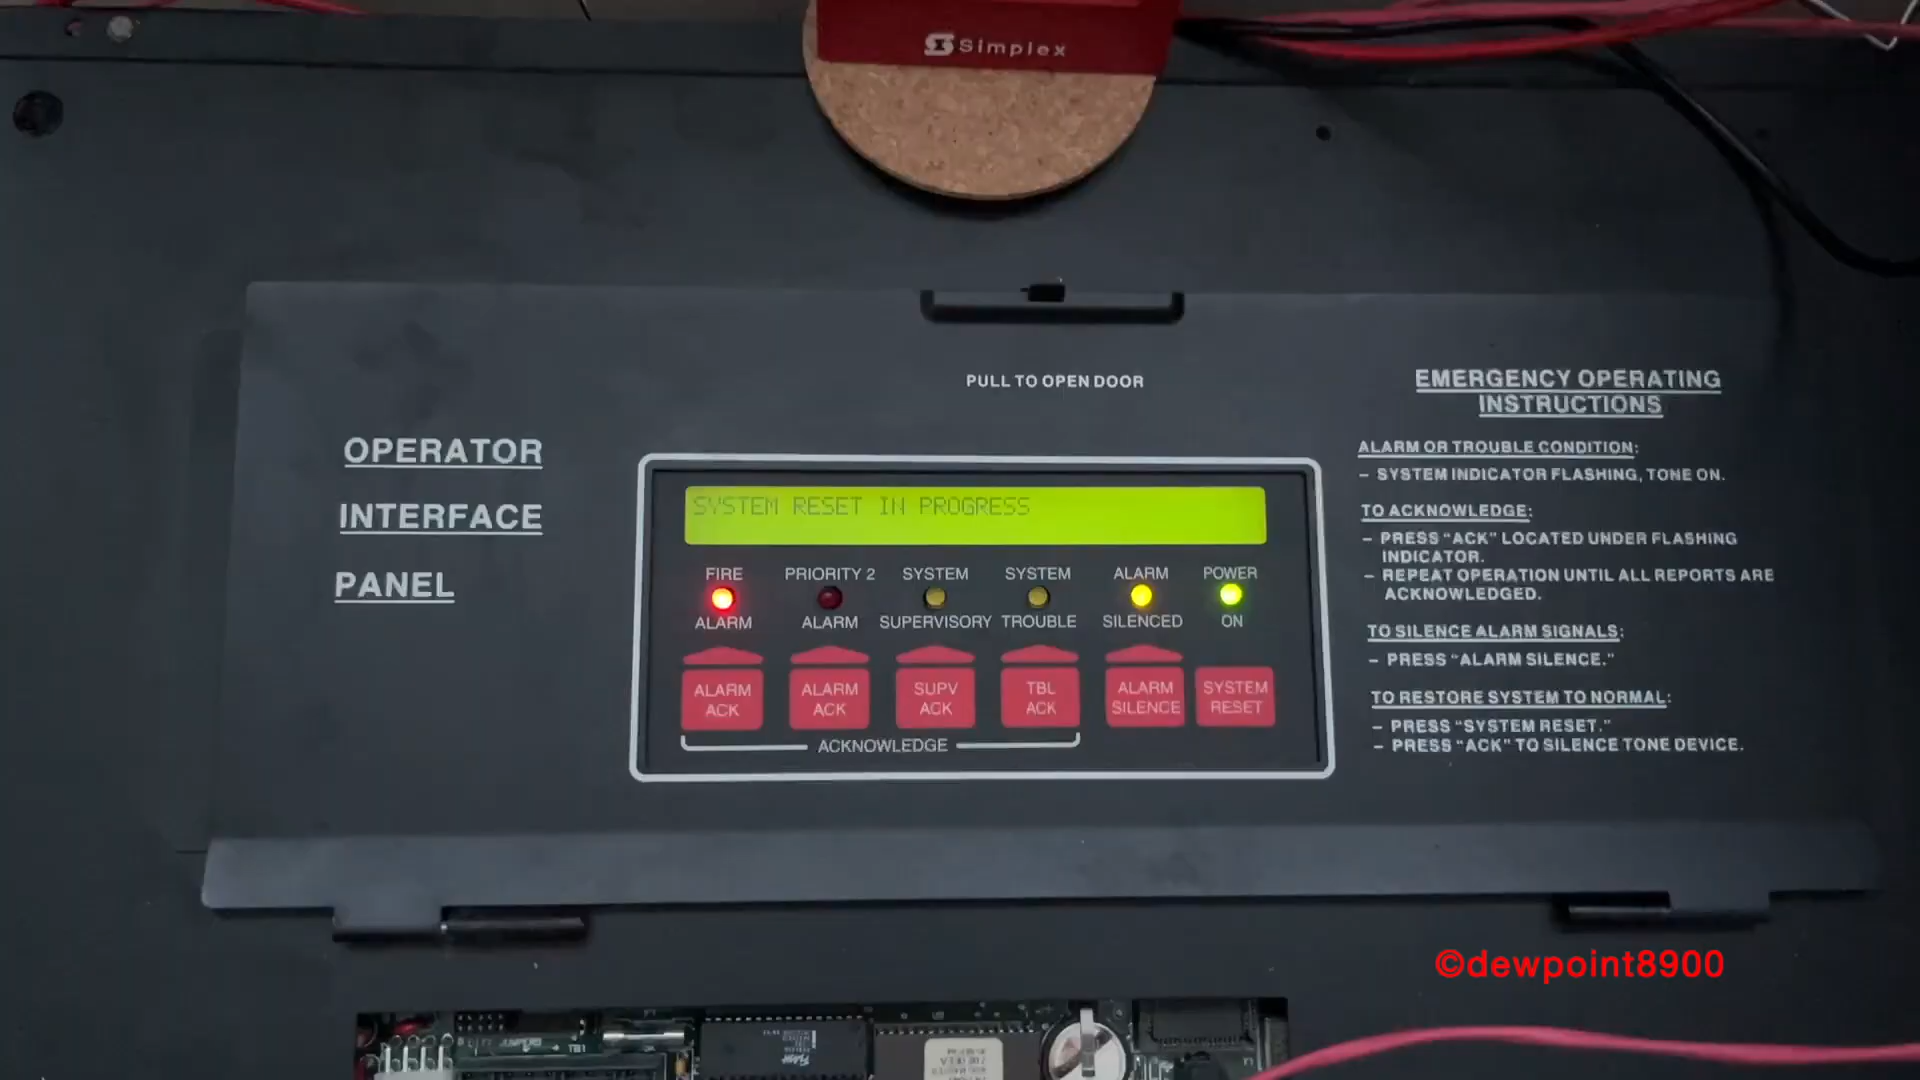 Simplex
PULL TO OPEN DOOR
OPERATOR
INTERFACE
PANEL
SYSTEM RESET IN PROGRESS
FIRE
ALARM
PRIORITY 2
ALARM
SYSTEM
SUPERVISORY
SYSTEM
TROUBLE
ALARM
SILENCED
POWER
ON
ALARM
ACK
ALARM
ACK
SUPV
ACK
TBL
ACK
ALARM
SILENCE
SYSTEM
RESET
ACKNOWLEDGE
EMERGENCY OPERATING
INSTRUCTIONS
ALARM OR TROUBLE CONDITION:
– SYSTEM INDICATOR FLASHING, TONE ON.
TO ACKNOWLEDGE:
– PRESS “ACK” LOCATED UNDER FLASHING
INDICATOR.
– REPEAT OPERATION UNTIL ALL REPORTS ARE
ACKNOWLEDGED.
TO SILENCE ALARM SIGNALS:
– PRESS “ALARM SILENCE.”
TO RESTORE SYSTEM TO NORMAL:
– PRESS “SYSTEM RESET.”
– PRESS “ACK” TO SILENCE TONE DEVICE.
©dewpoint8900